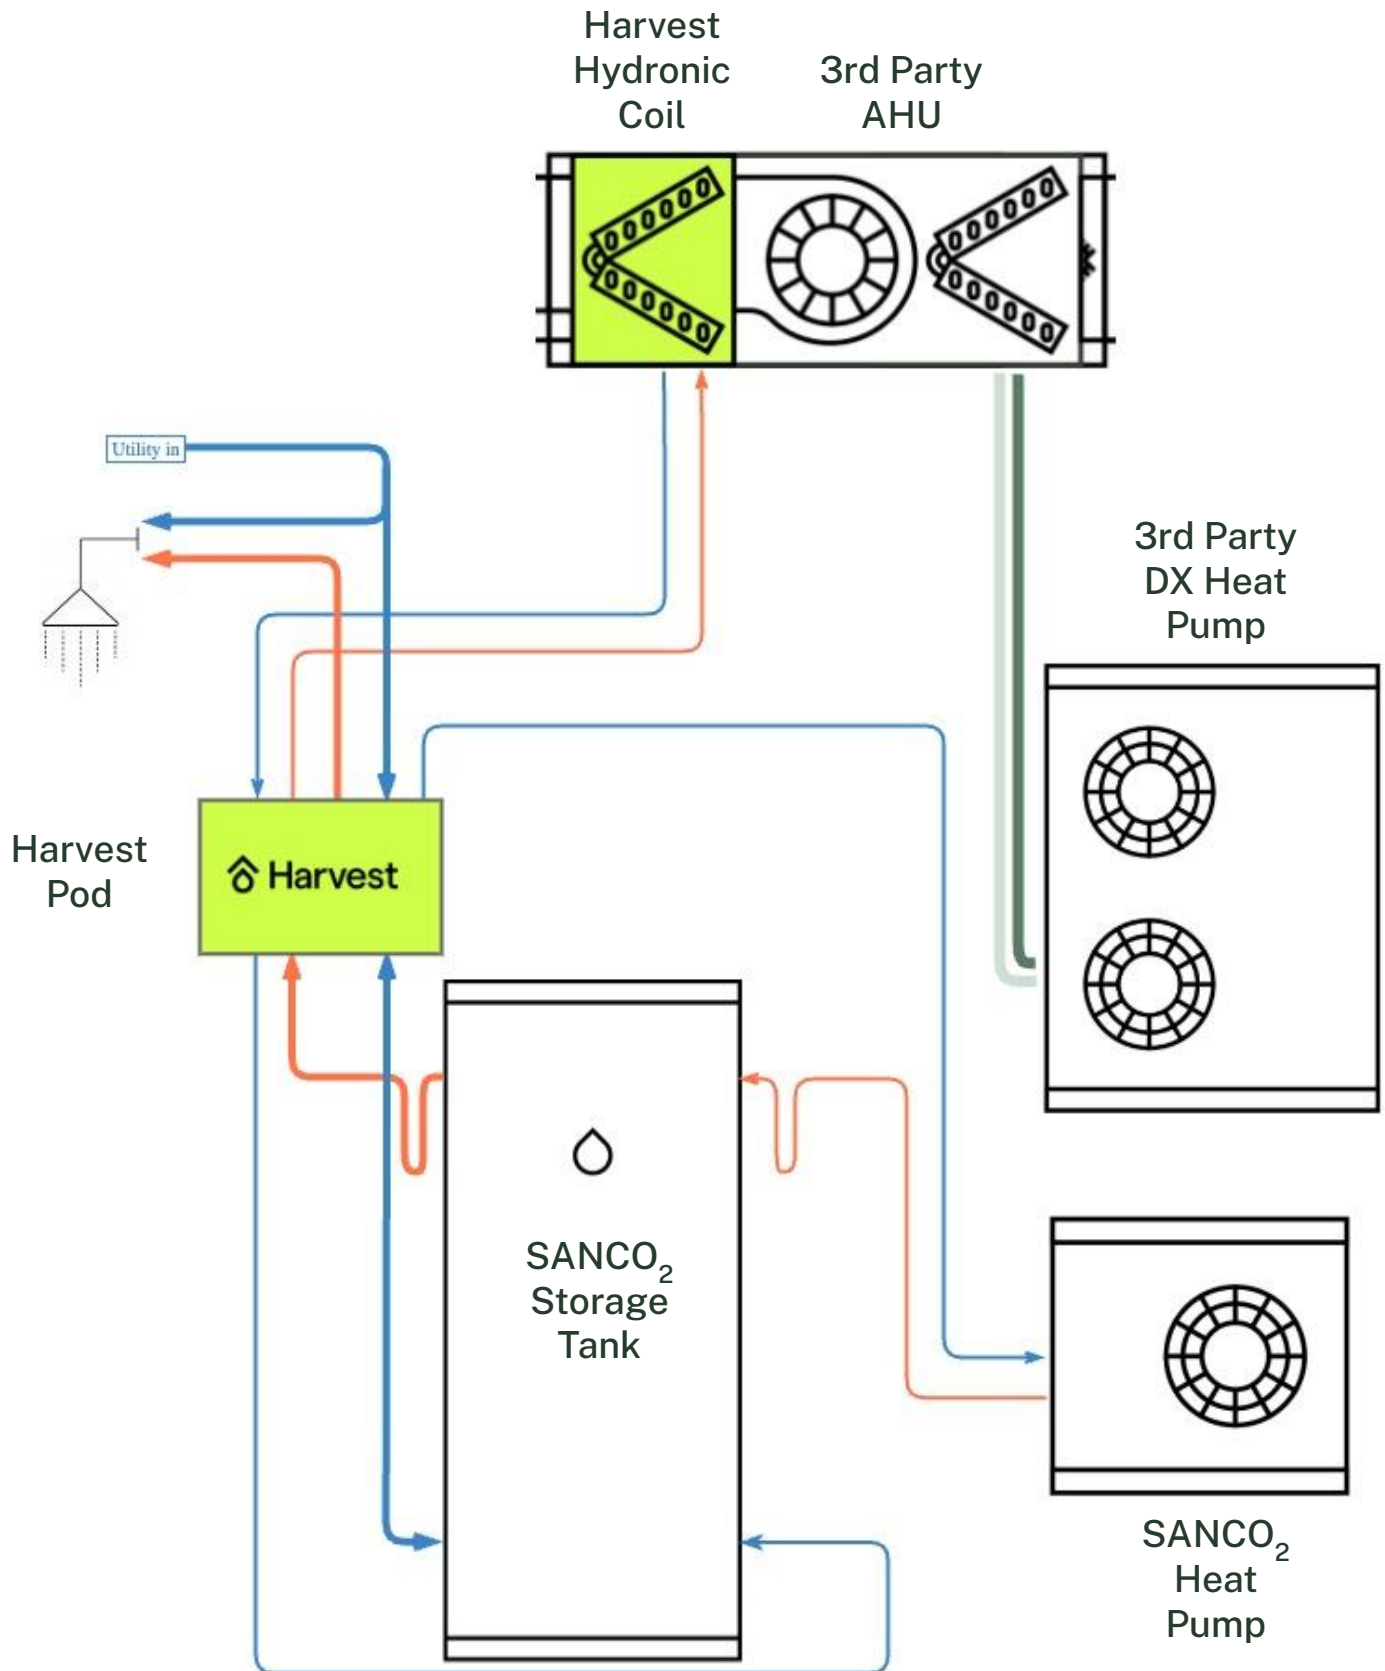 Harvest
Hydronic
Coil
3rd Party
AHU
Utility in
3rd Party
DX Heat
Pump
Harvest
Pod
Harvest
SANCO₂
Storage
Tank
SANCO₂
Heat
Pump